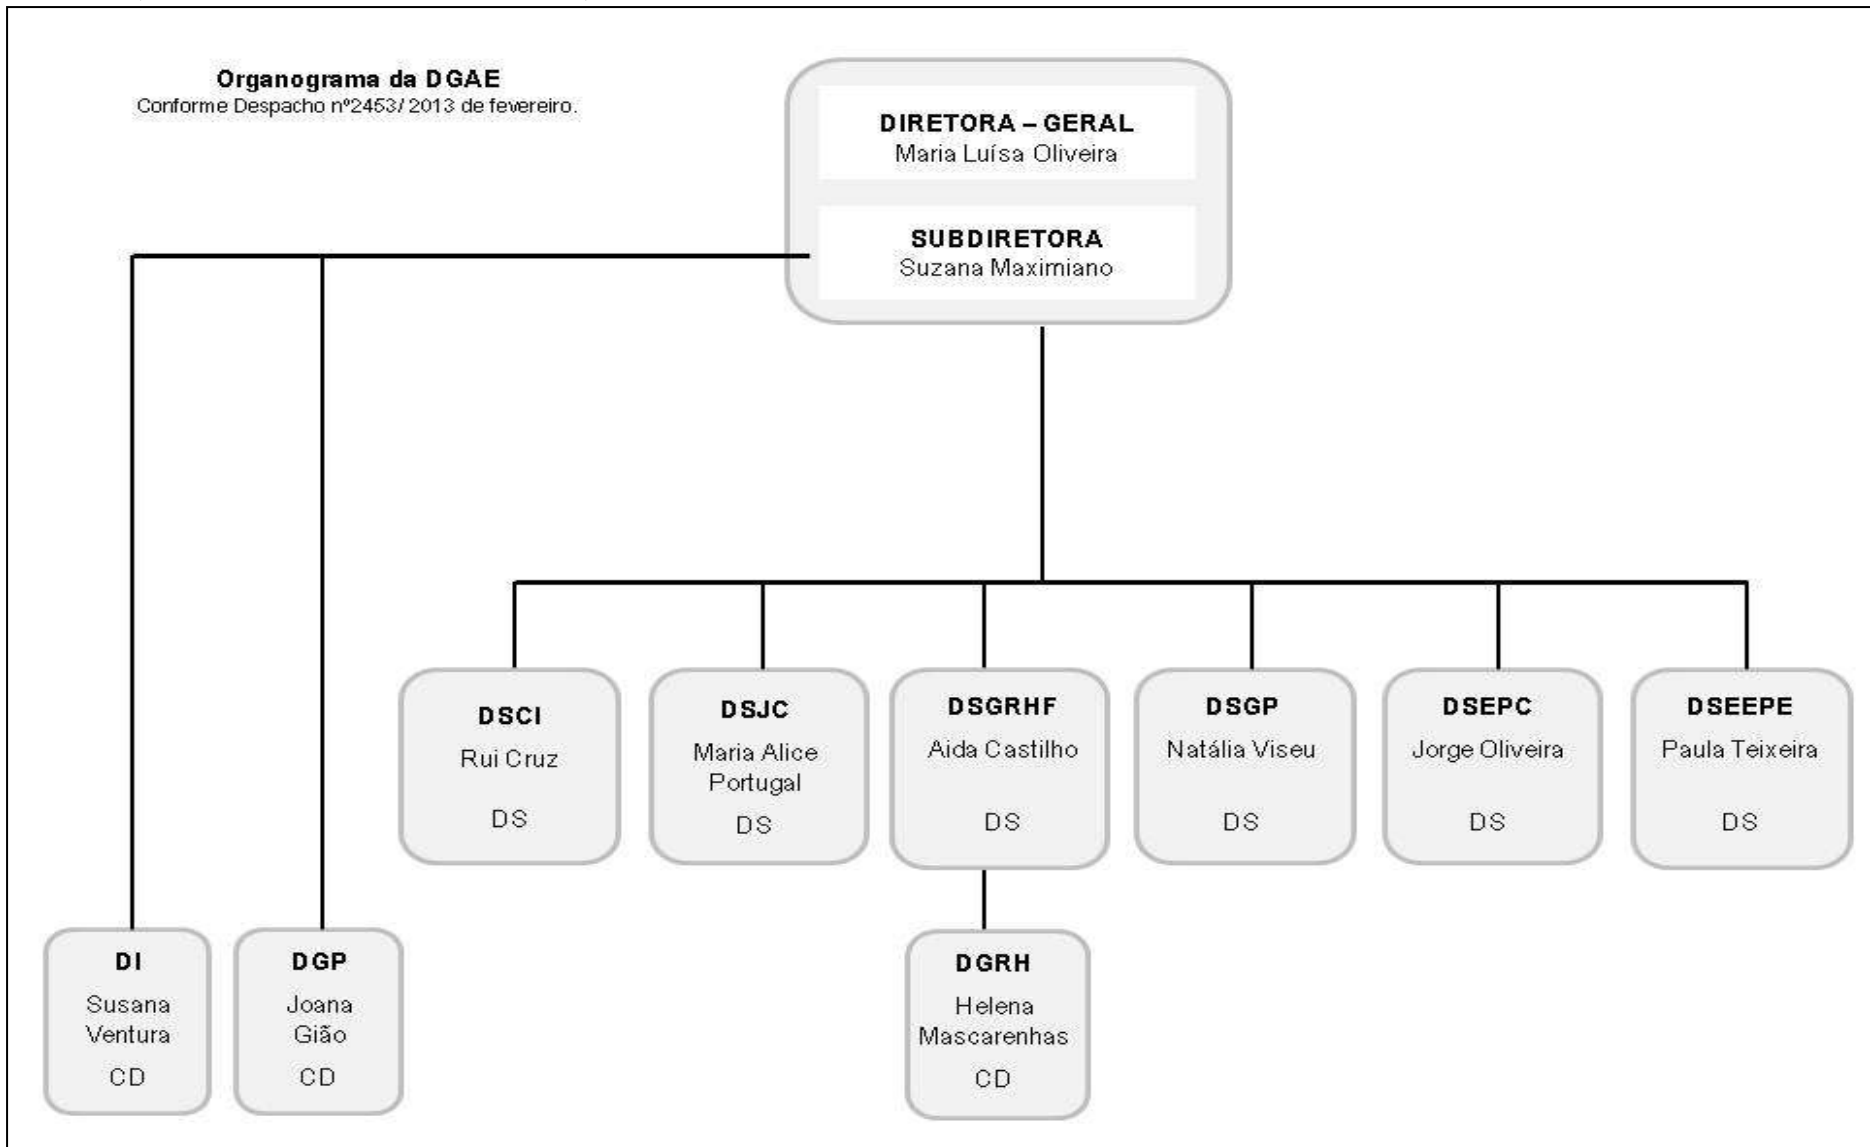 Organograma da DGAE
Conforme Despacho nº2453/ 2013 de fevereiro.
DIRETORA – GERAL
Maria Luísa Oliveira
SUBDIRETORA
Suzana Maximiano
DSCI
Rui Cruz
DS
DSJC
Maria Alice
Portugal
DS
DSGRHF
Aida Castilho
DS
DSGP
Natália Viseu
DS
DSEPC
Jorge Oliveira
DS
DSEEPE
Paula Teixeira
DS
DI
Susana
Ventura
CD
DGP
Joana
Gião
CD
DGRH
Helena
Mascarenhas
CD